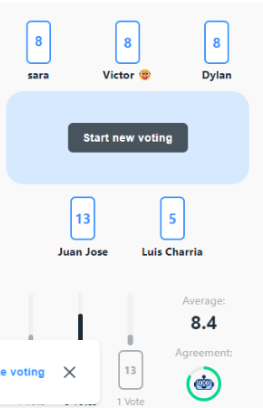 8 8 8
sara Victor 🤓 Dylan
Start new voting
13 5
Juan Jose Luis Charria
Average:
8.4
Agreement:
e voting
13
1 Vote